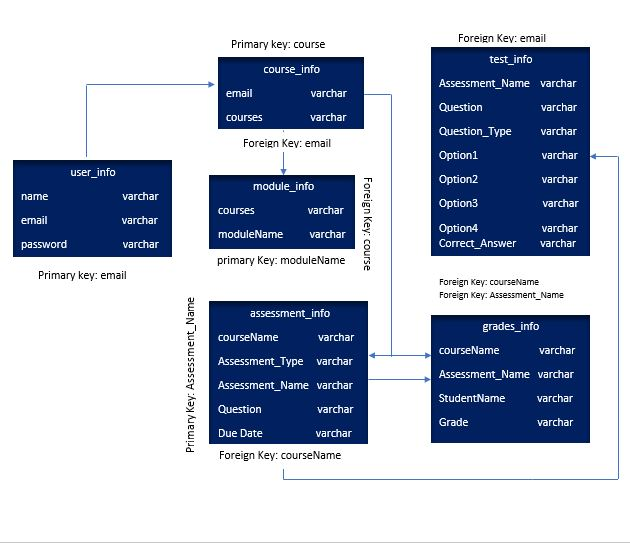 Foreign Key: email
Primary key: course
test_info
course_info
Assessment_Name varchar
email varchar
Question varchar
courses varchar
Question_Type varchar
Foreign Key: email
Option1 varchar
user_info
Option2 varchar
module_info
name varchar
Option3 varchar
courses varchar
email varchar
Option4 varchar
moduleName varchar
password varchar
Correct_Answer varchar
Foreign Key: course
primary Key: moduleName
Primary key: email
Foreign Key: courseName
Foreign Key: Assessment_Name
Primary Key: Assessment_Name
assessment_info
grades_info
courseName varchar
courseName varchar
Assessment_Type varchar
Assessment_Name varchar
Assessment_Name varchar
StudentName varchar
Question varchar
Grade varchar
Due Date varchar
Foreign Key: courseName